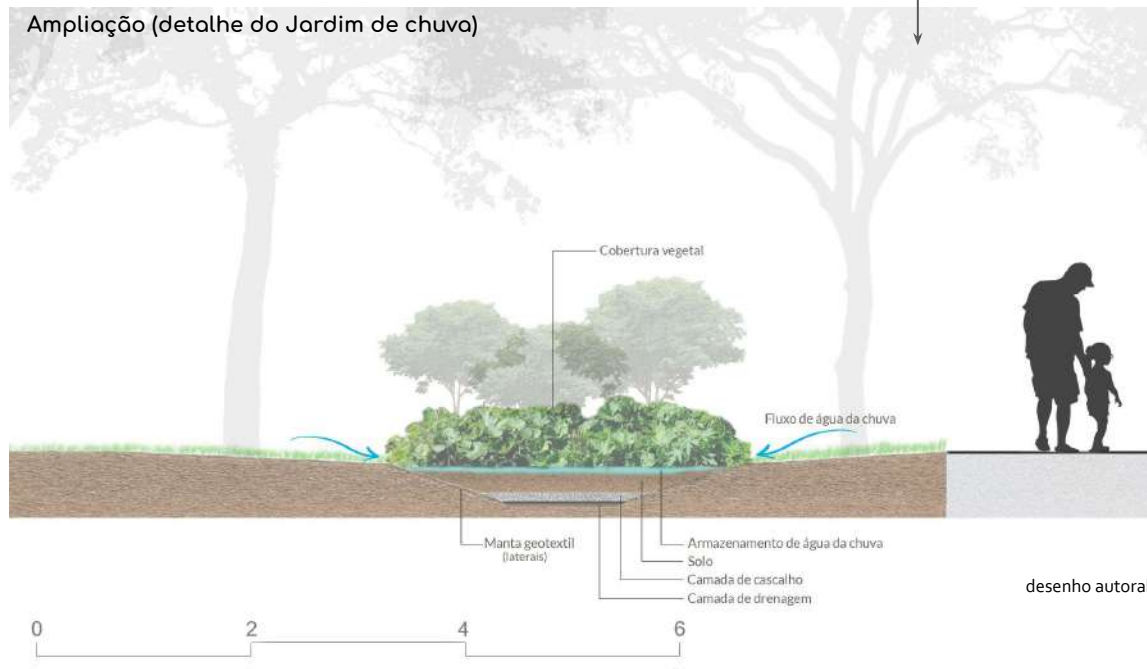 Ampliação (detalhe do Jardim de chuva)
Cobertura vegetal
Fluxo de água da chuva
Manta geotextil
(laterais)
Armazenamento de água da chuva
Solo
Camada de cascalho
Camada de drenagem
desenho autoral
0 2 4 6